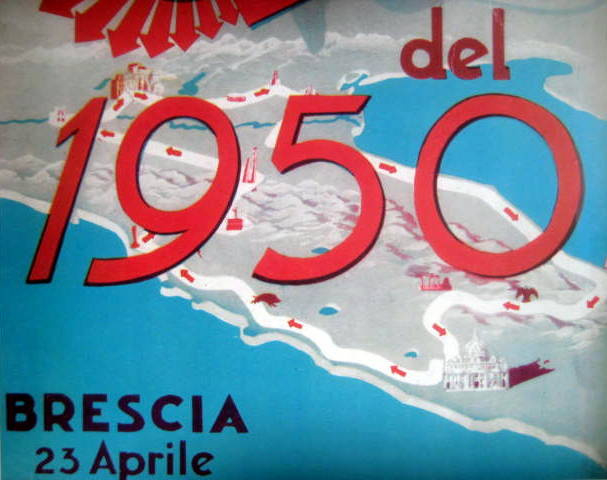 del
1950
BRESCIA
23 Aprile